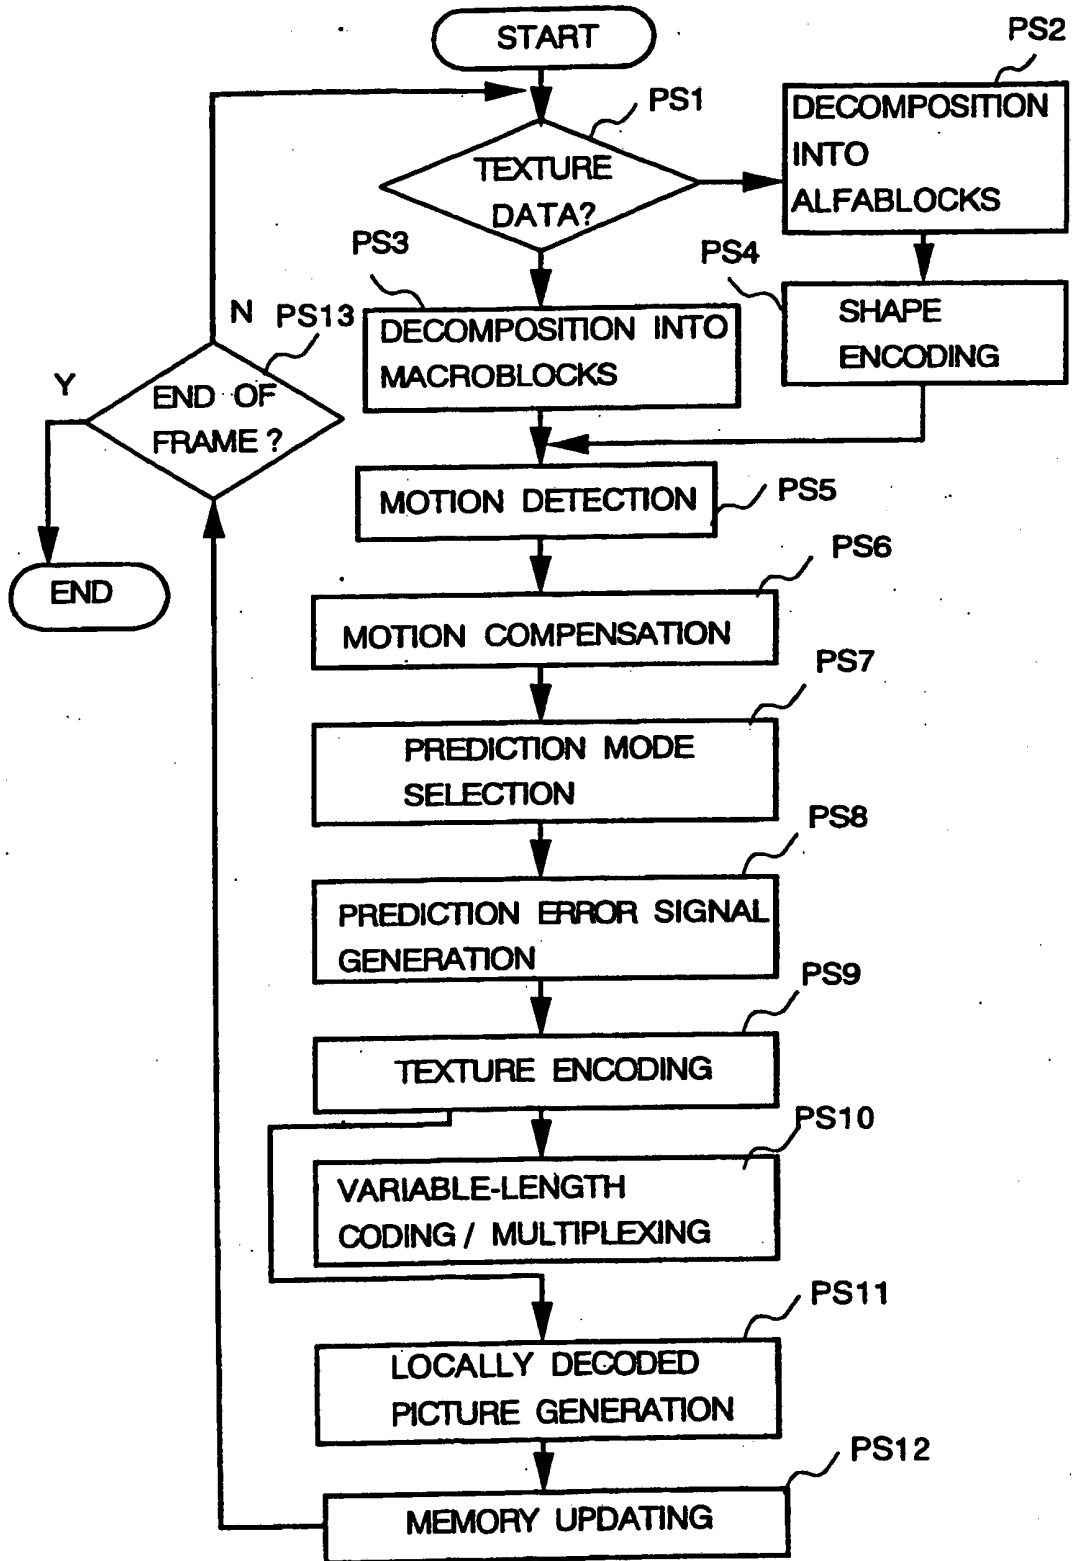 START
PS1
TEXTURE
DATA?
PS2
DECOMPOSITION
INTO
ALFABLOCKS
PS3
DECOMPOSITION INTO
MACROBLOCKS
PS4
SHAPE
ENCODING
N
PS13
Y
END OF
FRAME?
END
MOTION DETECTION
PS5
PS6
MOTION COMPENSATION
PS7
PREDICTION MODE
SELECTION
PS8
PREDICTION ERROR SIGNAL
GENERATION
PS9
TEXTURE ENCODING
PS10
VARIABLE-LENGTH
CODING / MULTIPLEXING
PS11
LOCALLY DECODED
PICTURE GENERATION
PS12
MEMORY UPDATING